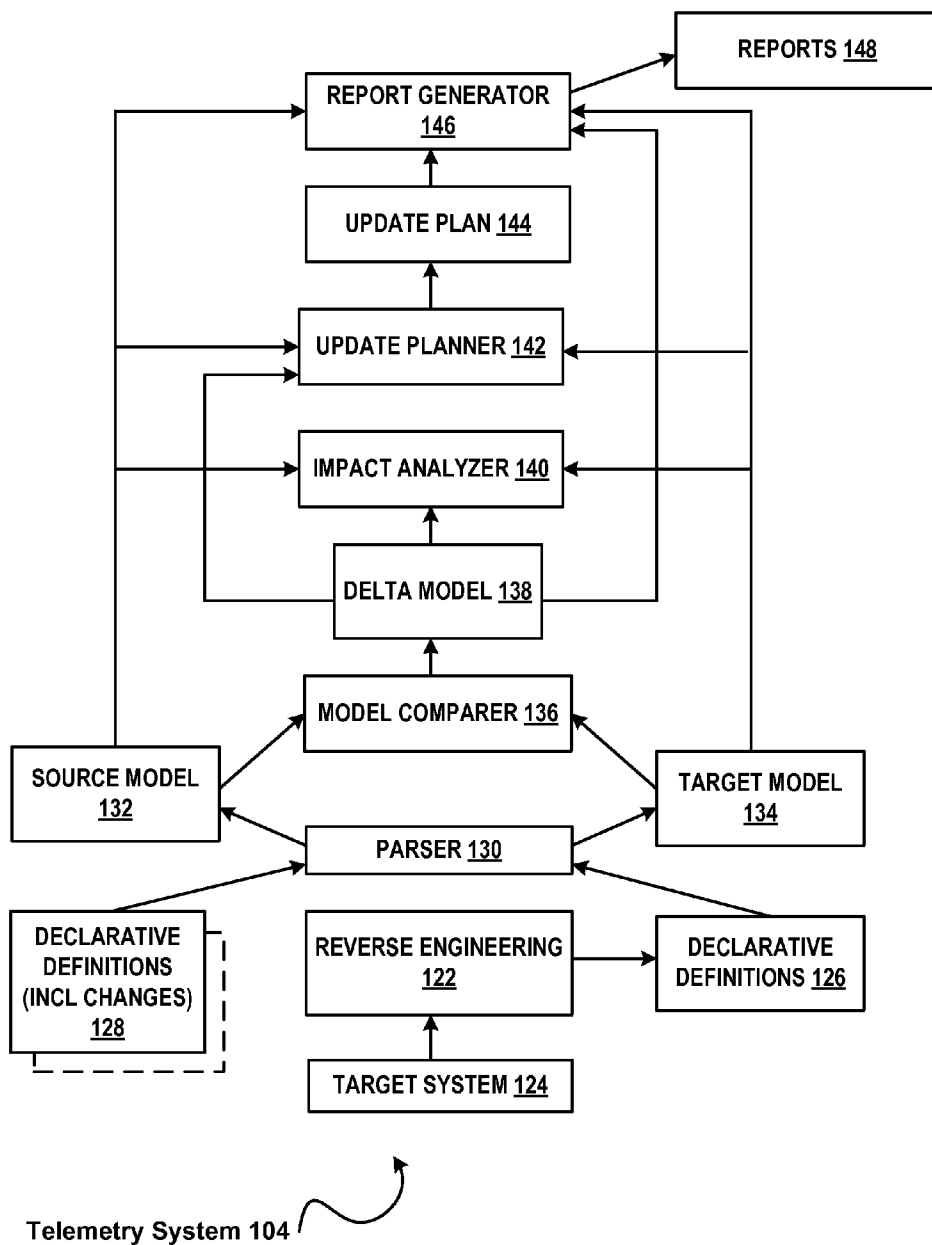 REPORTS 148
REPORT GENERATOR
146
UPDATE PLAN 144
UPDATE PLANNER 142
IMPACT ANALYZER 140
DELTA MODEL 138
MODEL COMPARER 136
SOURCE MODEL
132
TARGET MODEL
134
PARSER 130
DECLARATIVE
DEFINITIONS
(INCL CHANGES)
128
REVERSE ENGINEERING
122
DECLARATIVE
DEFINITIONS 126
TARGET SYSTEM 124
Telemetry System 104